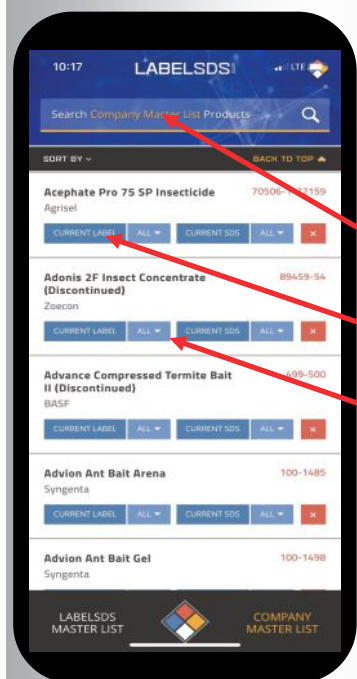 10:17 LABELSDS LTE
Search Company Master List Products
SORT BY BACK TO TOP
Acephate Pro 75 SP Insecticide
Agrisel
CURRENT LABEL ALL CURRENT SDS ALL ×
Adonis 2F Insect Concentrate 89459-54
(Discontinued)
Zoecon
CURRENT LABEL ALL CURRENT SDS ALL ×
Advance Compressed Termite Bait 499-500
II (Discontinued)
BASF
CURRENT LABEL ALL CURRENT SDS ALL ×
Advion Ant Bait Arena 100-1485
Syngenta
CURRENT LABEL ALL CURRENT SDS ALL ×
Advion Ant Bait Gel 100-1498
Syngenta
LABELSDS COMPANY
MASTER LIST MASTER LIST